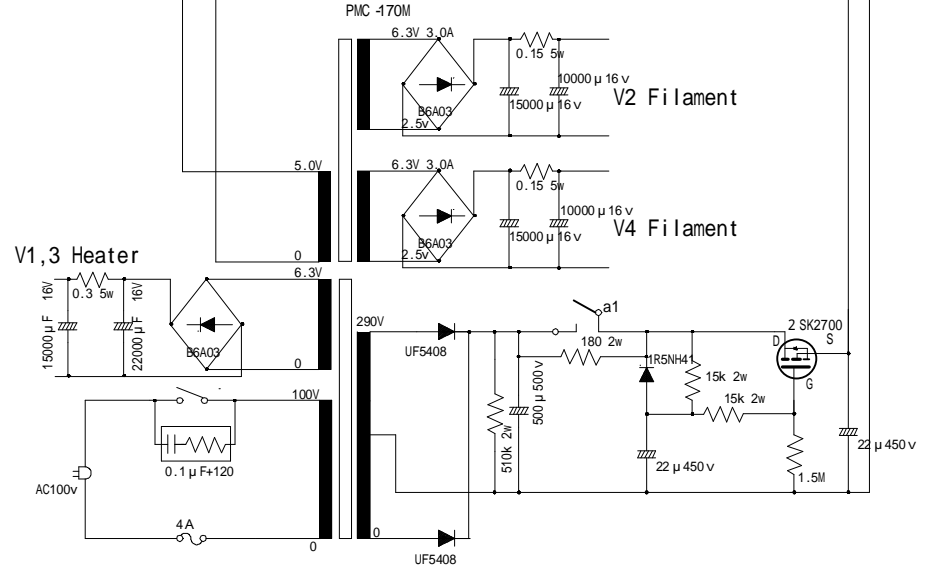 PMC -170M
6.3V 3.0A
0.15 5w
10000μ16v
15000μ16v
B6A03
2.5v
V2 Filament
5.0V
6.3V 3.0A
0.15 5w
10000μ16v
15000μ16v
B6A03
2.5v
V4 Filament
0
V1,3 Heater
6.3V
0.3 5w
16V
16V
15000μF
22000μF
B6A03
0
290V
UF5408
a1
180 2w
2SK2700
D
S
G
1R5NH41
15k 2w
15k 2w
500μ500v
510k 2w
22μ450v
22μ450v
1.5M
100V
0.1μF+120
AC100v
4A
0
0
UF5408